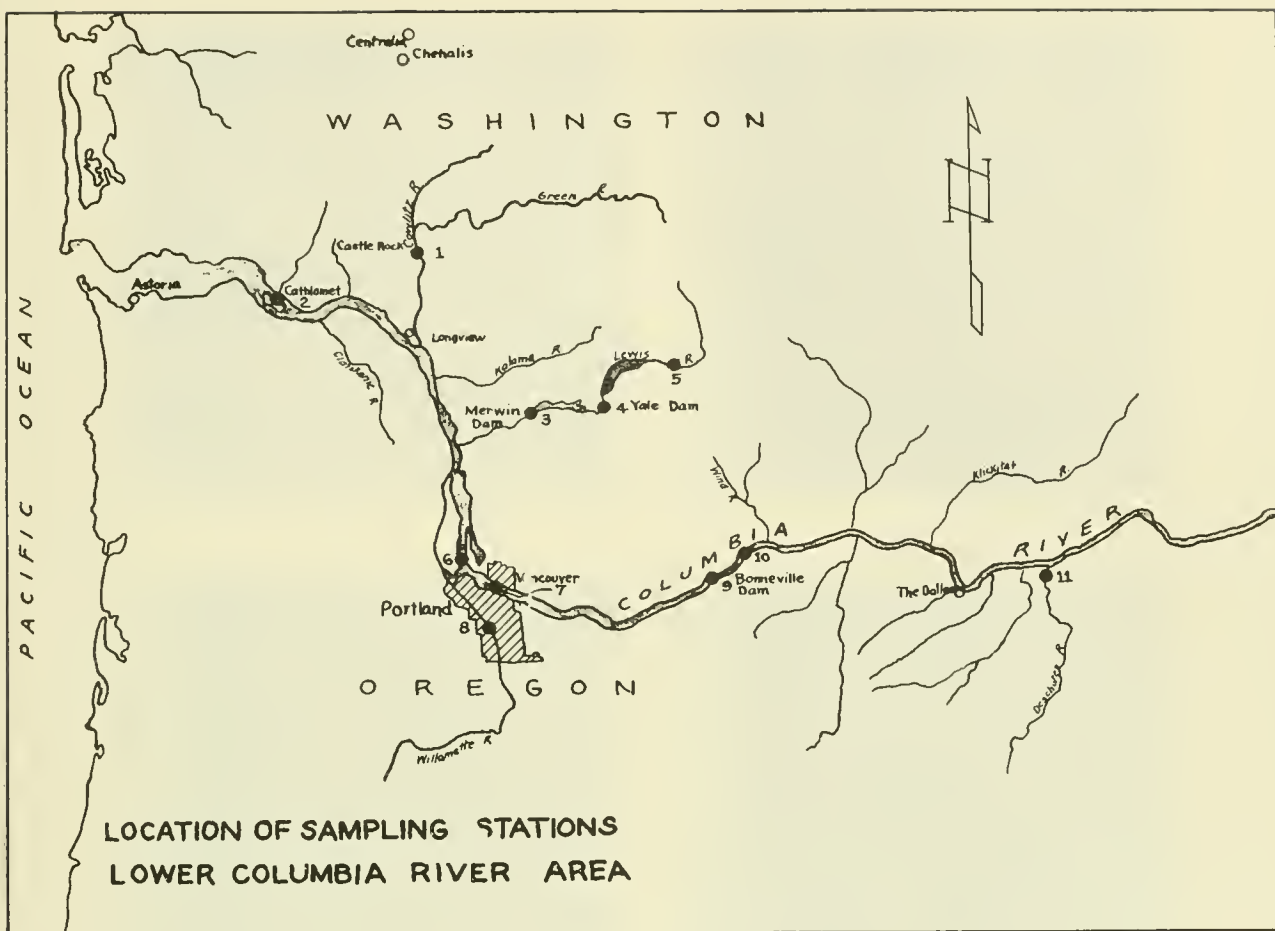 Centralia
Chehalis
WASHINGTON
Cowlitz R
Green R
Castle Rock
1
Astoria
Cathlamet
2
Longview
Kalama R
Lewis
R
5
Clatskanie R
Merwin
Dam
3
4 Yale Dam
PACIFIC OCEAN
Wind R
Klickitat R.
COLUMBIA
RIVER
6
10
Vancouver
7
9 Bonneville
Dam
The Dalles
11
Portland
8
Deschutes R
OREGON
Willamette R
LOCATION OF SAMPLING STATIONS
LOWER COLUMBIA RIVER AREA